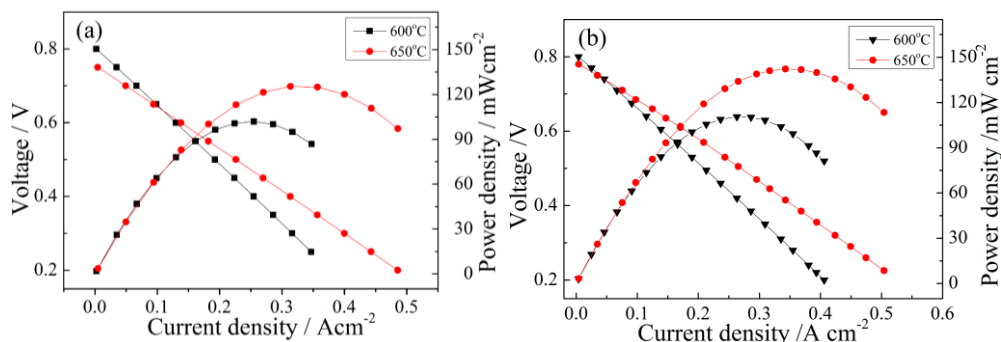 (a)
600°C
650°C
Voltage / V
0.8
0.6
0.4
0.2
150
120
90
60
30
0
Power density / mWcm⁻²
0.0 0.1 0.2 0.3 0.4 0.5
Current density / Acm⁻²
(b)
600°C
650°C
Voltage / V
0.8
0.6
0.4
0.2
150
120
90
60
30
0
Power density / mWcm⁻²
0.0 0.1 0.2 0.3 0.4 0.5 0.6
Current density /A cm⁻²